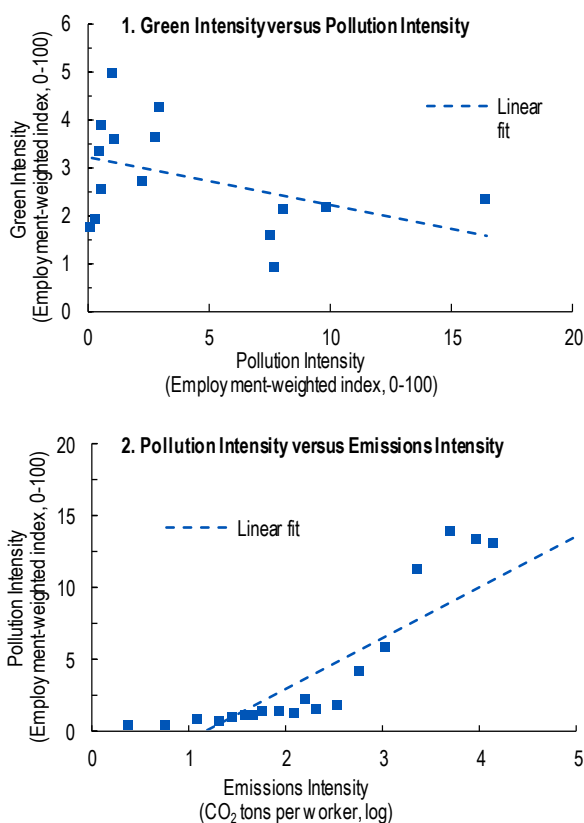 1. Green Intensity versus Pollution Intensity
Green Intensity
(Employment-weighted index, 0-100)
6
5
4
3
2
1
0
Linear
fit
0
5
10
15
20
Pollution Intensity
(Employment-weighted index, 0-100)
2. Pollution Intensity versus Emissions Intensity
Pollution Intensity
(Employment-weighted index, 0-100)
20
15
10
5
0
Linear fit
0
1
2
3
4
5
Emissions Intensity
(CO₂ tons per worker, log)